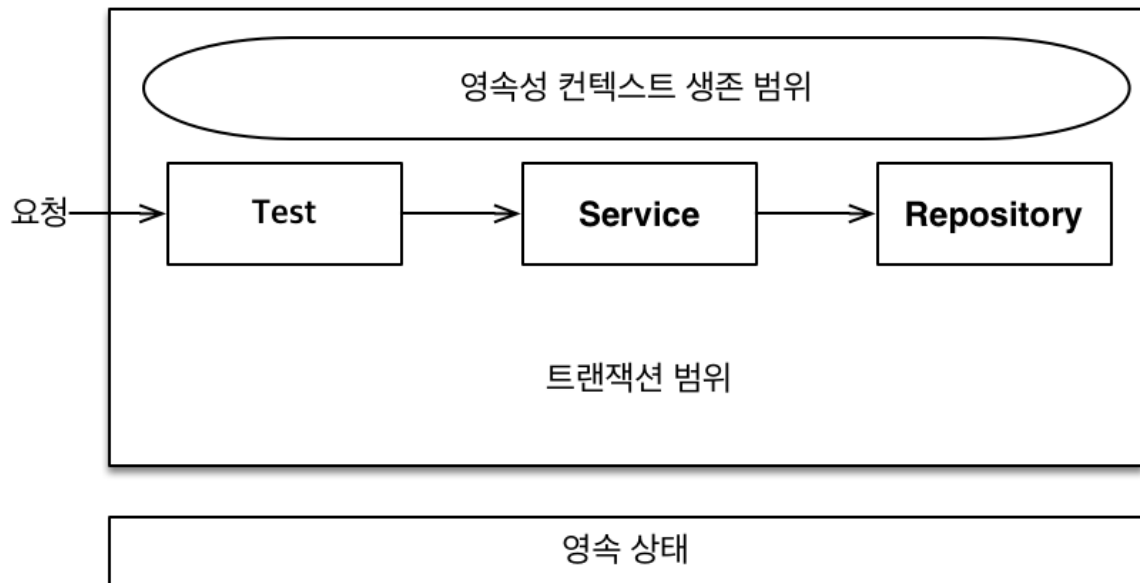 영속성 컨텍스트 생존 범위
요청
Test
Service
Repository
트랜잭션 범위
영속 상태